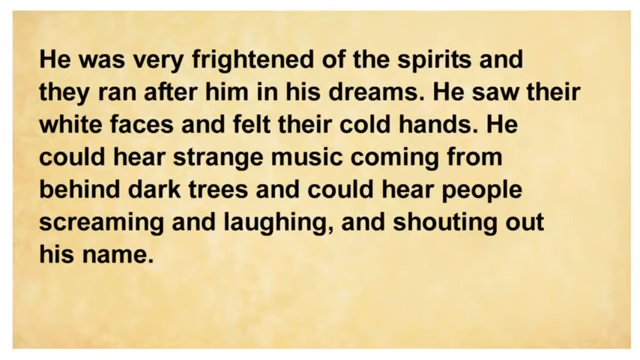 He was very frightened of the spirits and
they ran after him in his dreams. He saw their
white faces and felt their cold hands. He
could hear strange music coming from
behind dark trees and could hear people
screaming and laughing, and shouting out
his name.